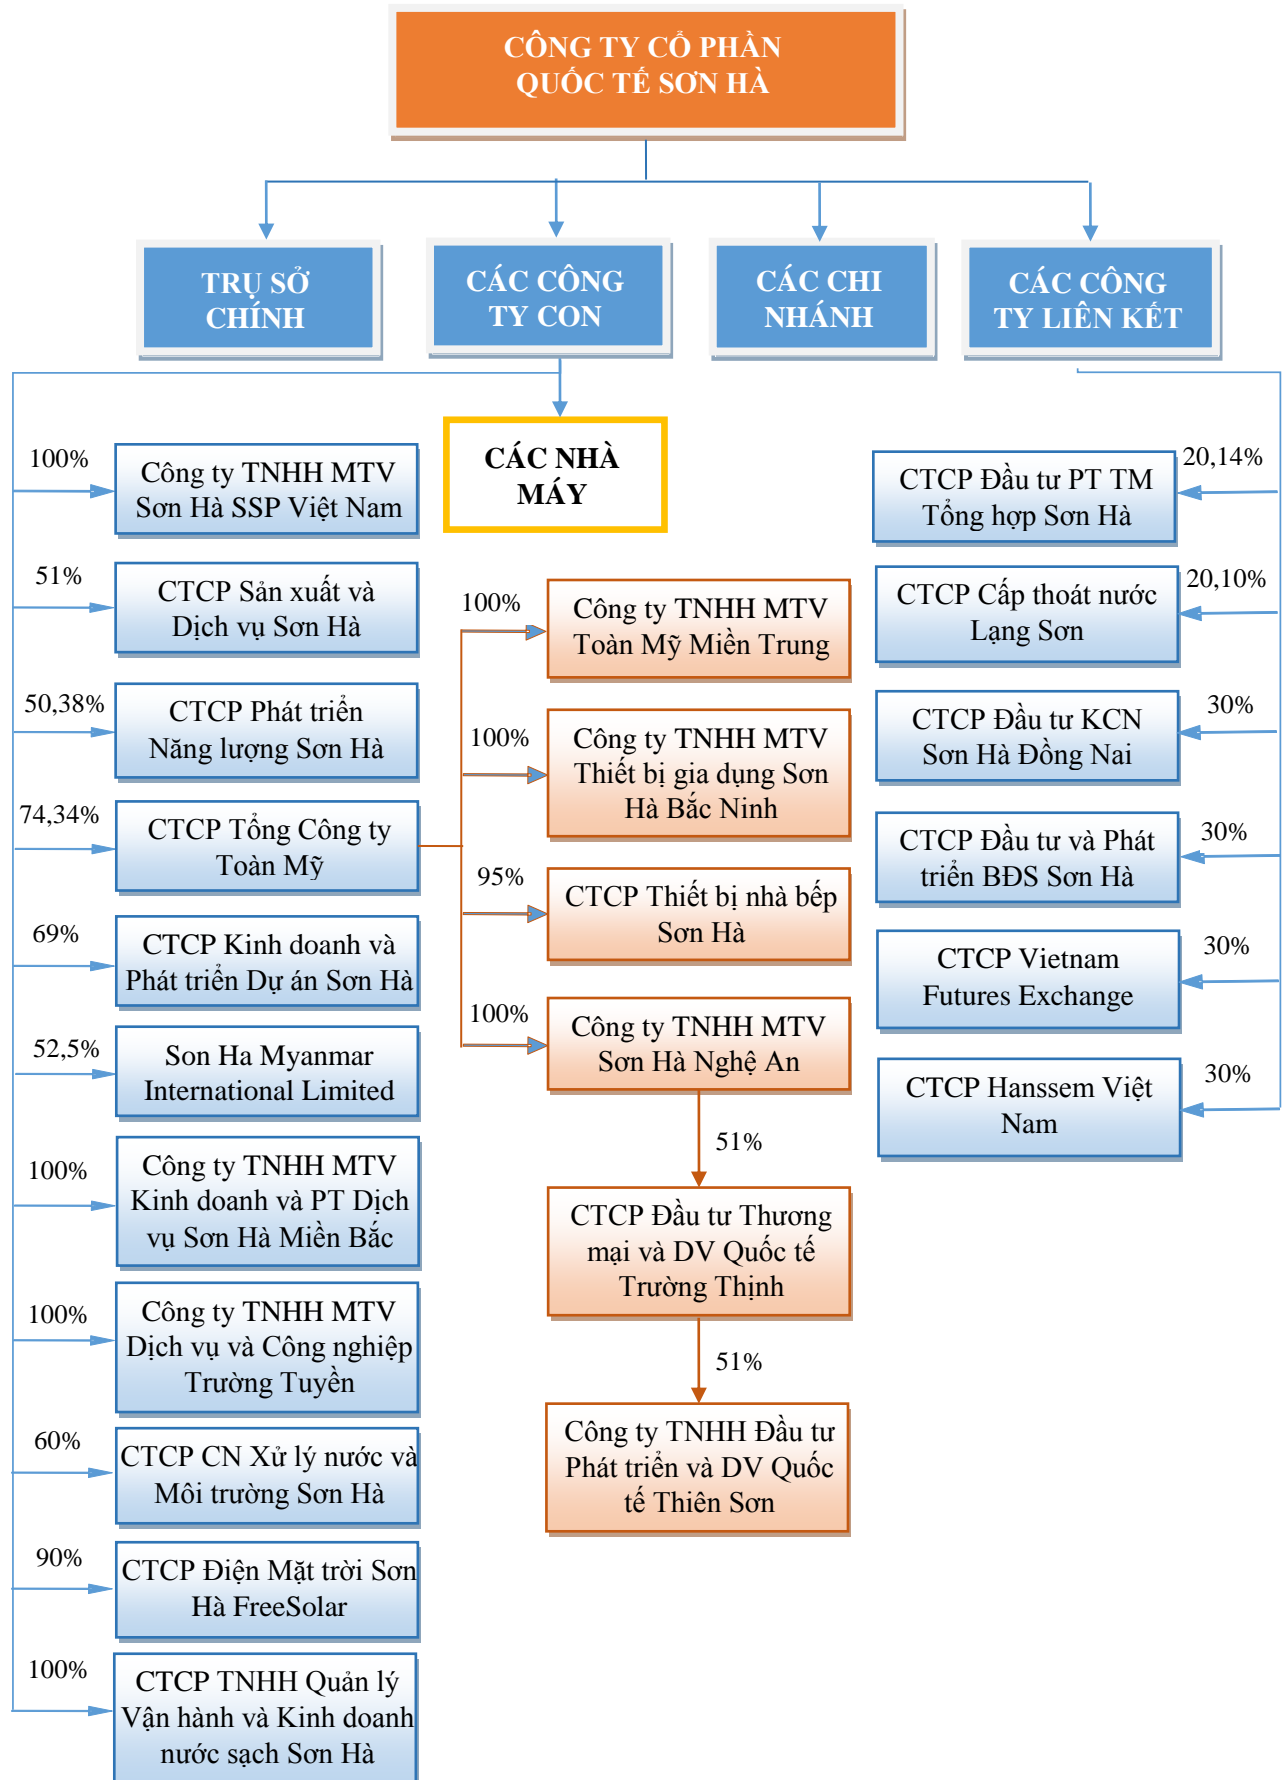 CÔNG TY CỔ PHẦN
QUỐC TẾ SƠN HÀ
TRỤ SỞ
CHÍNH
CÁC CÔNG
TY CON
CÁC CHI
NHÁNH
CÁC CÔNG
TY LIÊN KẾT
CÁC NHÀ
MÁY
100%
Công ty TNHH MTV
Sơn Hà SSP Việt Nam
51%
CTCP Sản xuất và
Dịch vụ Sơn Hà
50,38%
CTCP Phát triển
Năng lượng Sơn Hà
74,34%
CTCP Tổng Công ty
Toàn Mỹ
69%
CTCP Kinh doanh và
Phát triển Dự án Sơn Hà
52,5%
Son Ha Myanmar
International Limited
100%
Công ty TNHH MTV
Kinh doanh và PT Dịch
vụ Sơn Hà Miền Bắc
100%
Công ty TNHH MTV
Dịch vụ và Công nghiệp
Trường Tuyền
60%
CTCP CN Xử lý nước và
Môi trường Sơn Hà
90%
CTCP Điện Mặt trời Sơn
Hà FreeSolar
100%
CTCP TNHH Quản lý
Vận hành và Kinh doanh
nước sạch Sơn Hà
100%
Công ty TNHH MTV
Toàn Mỹ Miền Trung
100%
Công ty TNHH MTV
Thiết bị gia dụng Sơn
Hà Bắc Ninh
95%
CTCP Thiết bị nhà bếp
Sơn Hà
100%
Công ty TNHH MTV
Sơn Hà Nghệ An
51%
CTCP Đầu tư Thương
mại và DV Quốc tế
Trường Thịnh
51%
Công ty TNHH Đầu tư
Phát triển và DV Quốc
tế Thiên Sơn
20,14%
CTCP Đầu tư PT TM
Tổng hợp Sơn Hà
20,10%
CTCP Cấp thoát nước
Lạng Sơn
30%
CTCP Đầu tư KCN
Sơn Hà Đồng Nai
30%
CTCP Đầu tư và Phát
triển BĐS Sơn Hà
30%
CTCP Vietnam
Futures Exchange
30%
CTCP Hanssem Việt
Nam